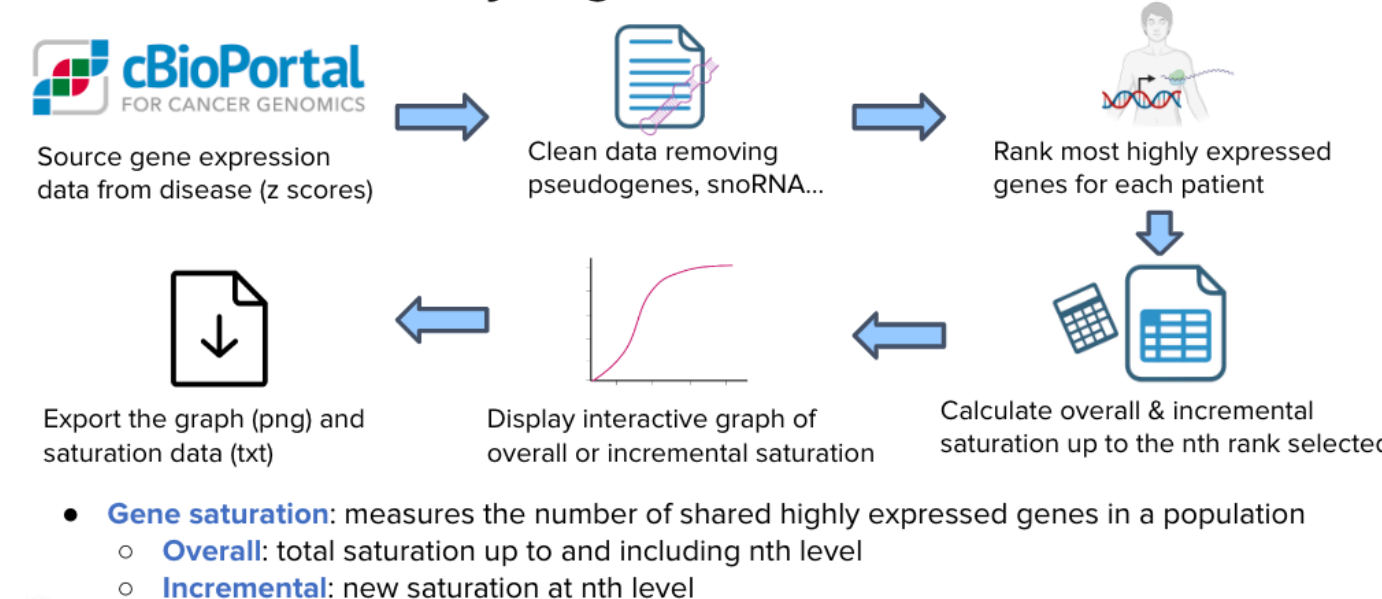 cBioPortal
FOR CANCER GENOMICS
Source gene expression
data from disease (z scores)
Clean data removing
pseudogenes, snoRNA...
Rank most highly expressed
genes for each patient
Calculate overall & incremental
saturation up to the nth rank selected
Display interactive graph of
overall or incremental saturation
Export the graph (png) and
saturation data (txt)
● Gene saturation: measures the number of shared highly expressed genes in a population
○ Overall: total saturation up to and including nth level
○ Incremental: new saturation at nth level